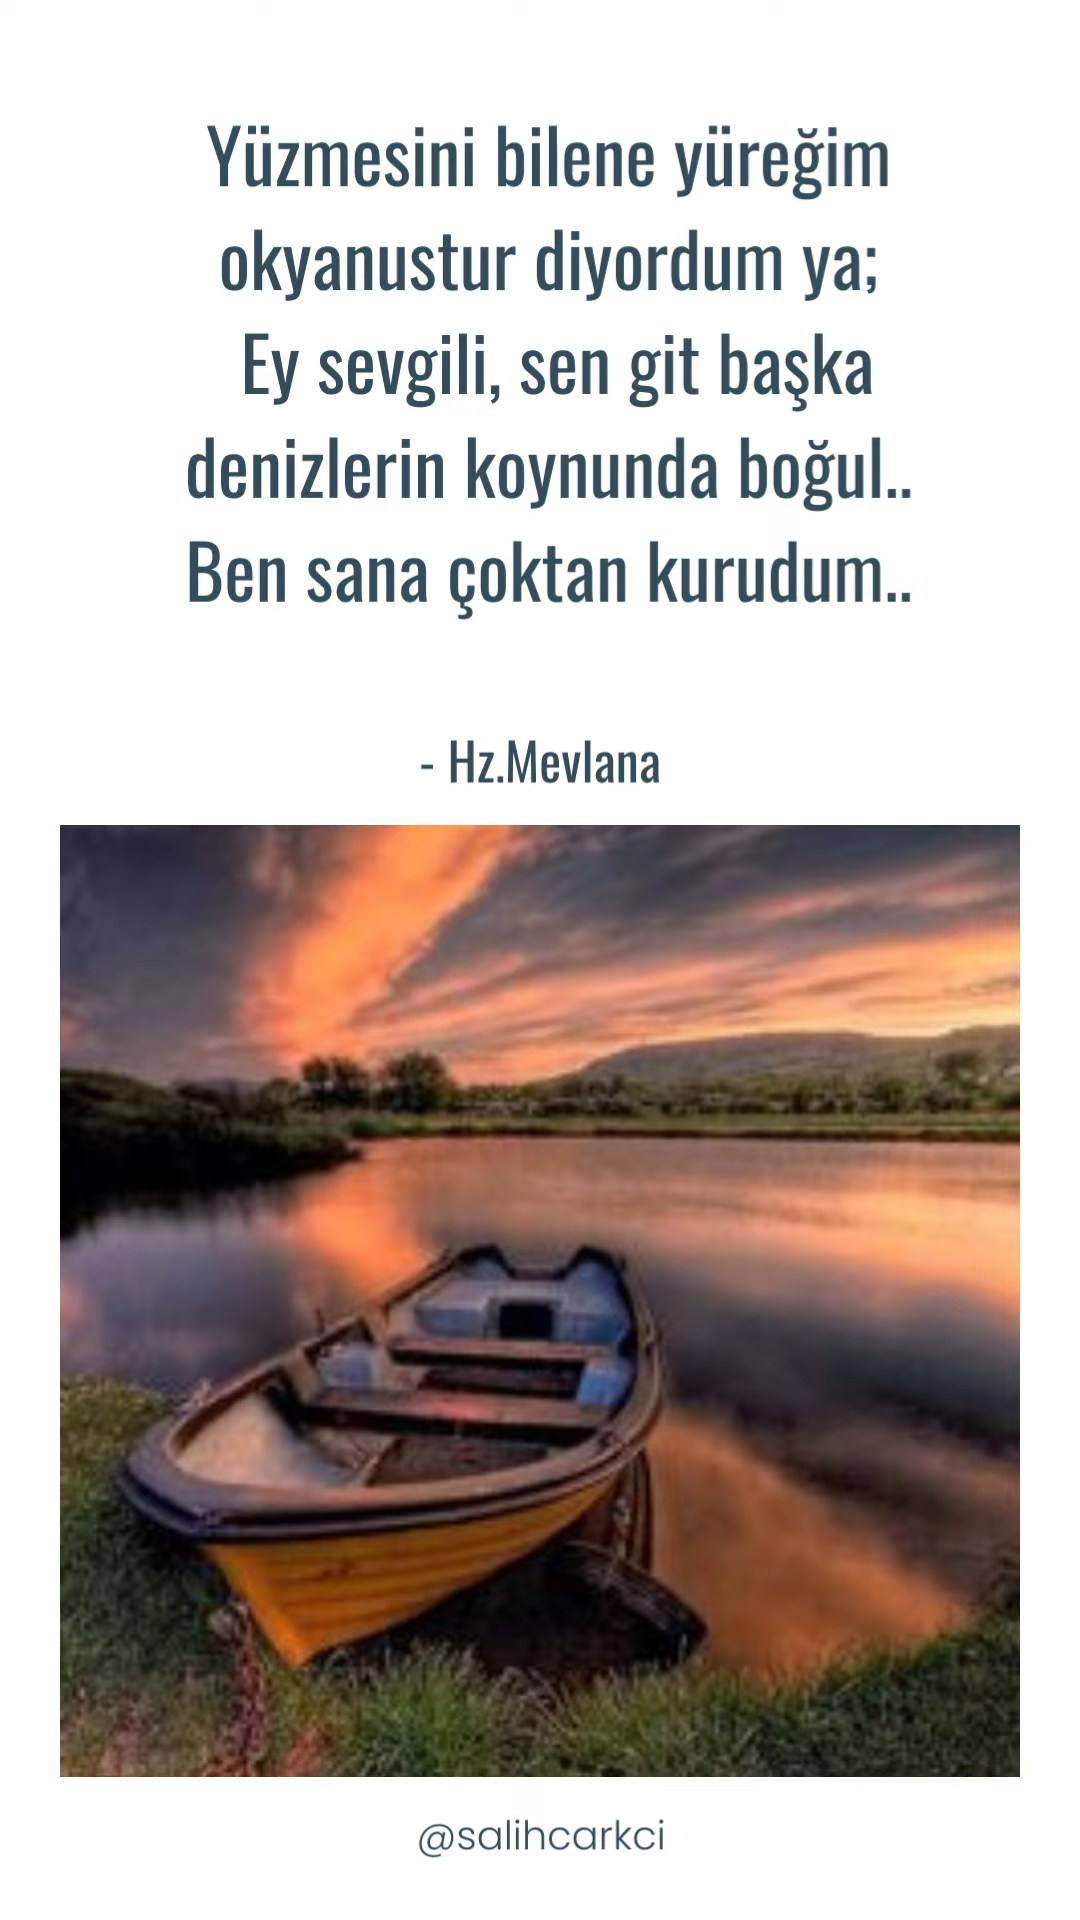 Yüzmesini bilene yüreğim
okyanustur diyordum ya;
Ey sevgili, sen git başka
denizlerin koynunda boğul..
Ben sana çoktan kurudum..
- Hz.Mevlana
@salihcarkci